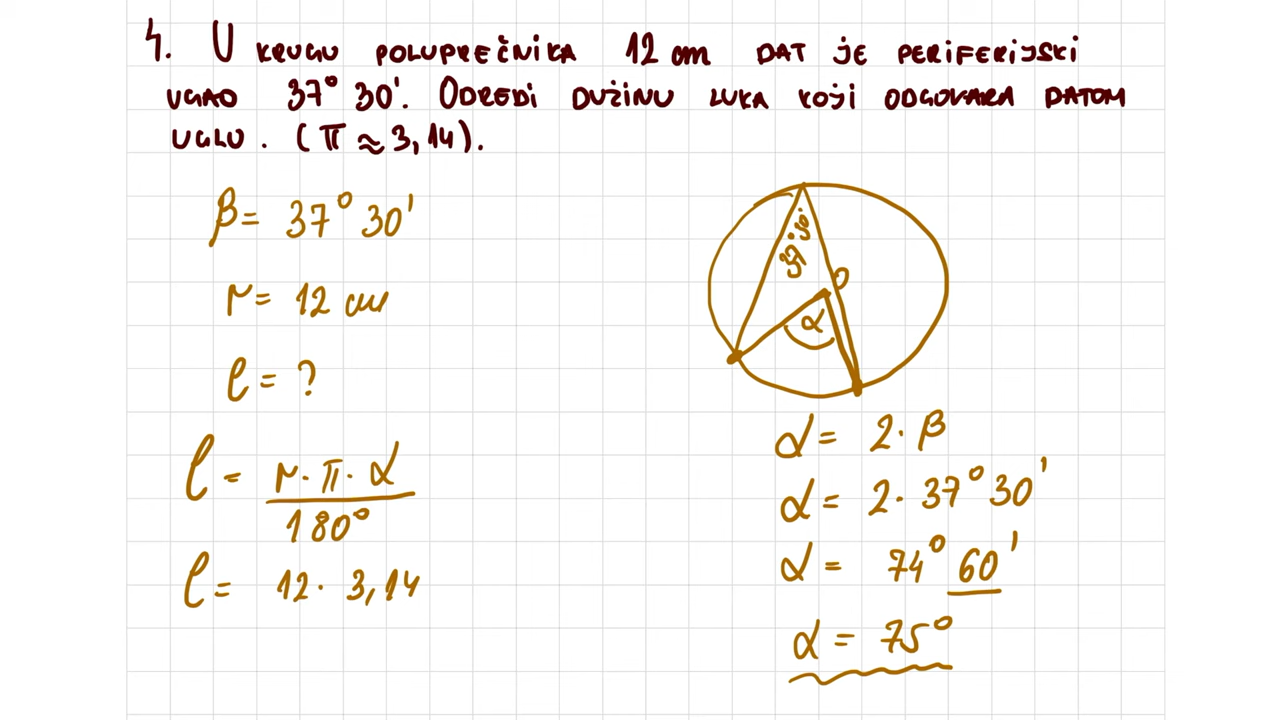 4. U KRUGU POLUPREČNIKA 12 cm DAT JE PERIFERIJSKI
UGAO 37° 30'. ODREDI DUŽINU LUKA KOJI ODGOVARA DATOM
UGLU. (π ≈ 3,14).
β = 37° 30'
r = 12 cm
l = ?
l = r · π · α
180°
l = 12 · 3,14
37° 30'
O
α
α = 2 · β
α = 2 · 37° 30'
α = 74° 60'
α = 75°